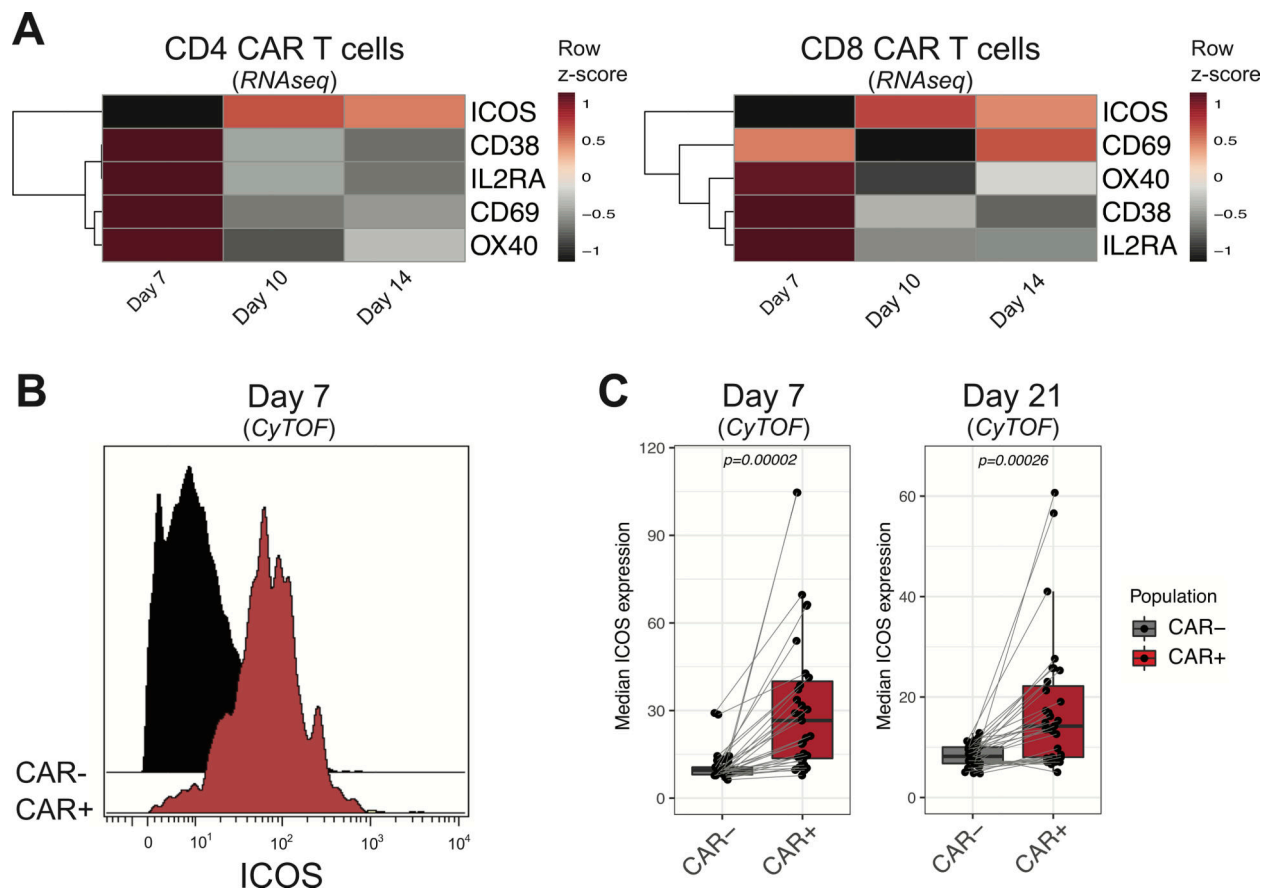 A
CD4 CAR T cells
(RNAseq)
Row
z-score
1
0.5
0
−0.5
−1
ICOS
CD38
IL2RA
CD69
OX40
Day 7
Day 10
Day 14
CD8 CAR T cells
(RNAseq)
Row
z-score
1
0.5
0
−0.5
−1
ICOS
CD69
OX40
CD38
IL2RA
Day 7
Day 10
Day 14
B
Day 7
(CyTOF)
CAR-
CAR+
0
10¹
10²
10³
10⁴
ICOS
C
Day 7
(CyTOF)
p=0.00002
Median ICOS expression
120
90
60
30
0
CAR−
CAR+
Day 21
(CyTOF)
p=0.00026
Median ICOS expression
60
40
20
0
CAR−
CAR+
Population
CAR−
CAR+